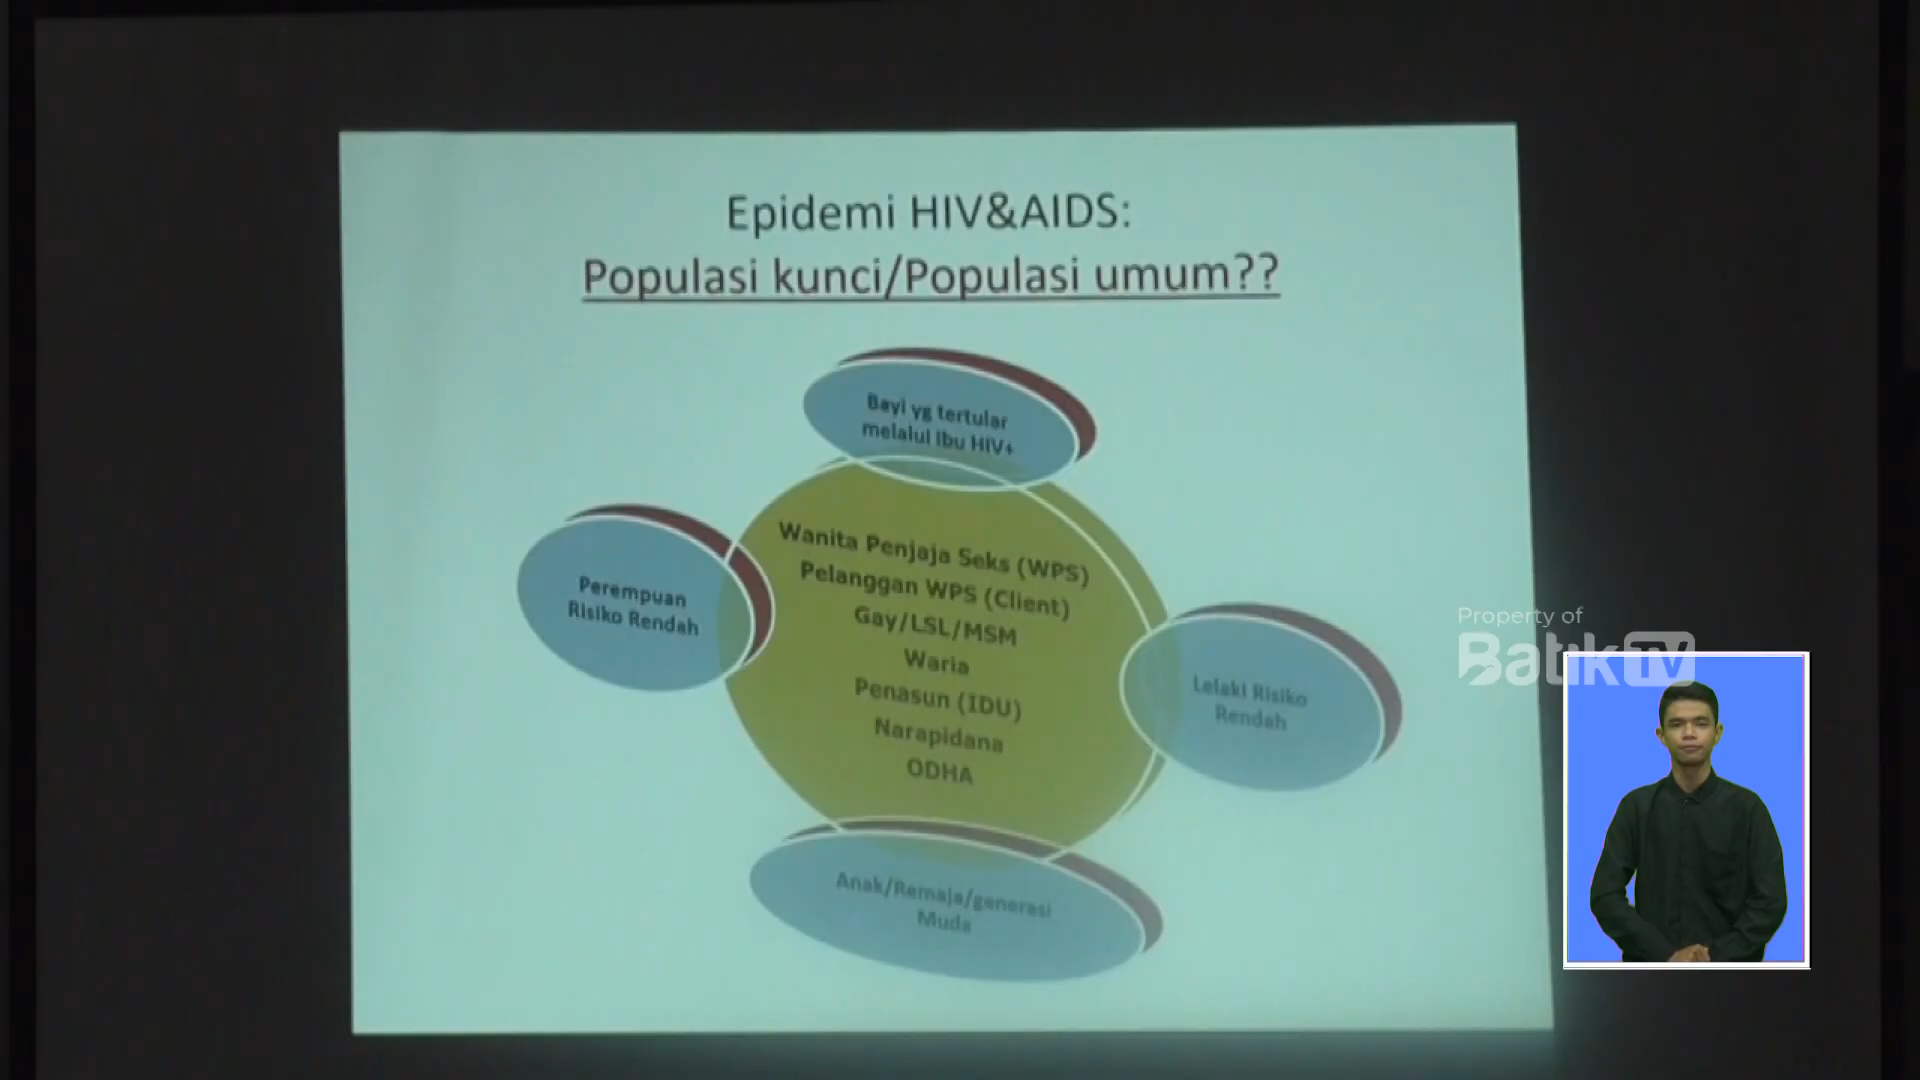 Epidemi HIV&AIDS:
Populasi kunci/Populasi umum??
Bayi yg tertular
melalui Ibu HIV+
Wanita Penjaja Seks (WPS)
Pelanggan WPS (Client)
Gay/LSL/MSM
Waria
Penasun (IDU)
Narapidana
ODHA
Perempuan
Risiko Rendah
Lelaki Risiko
Rendah
Anak/Remaja/generasi
Muda
Property of
Batik TV